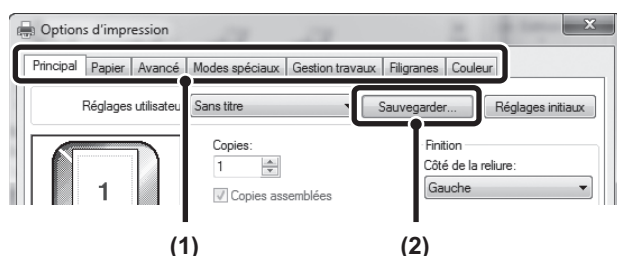 Options d'impression
Principal Papier Avancé Modes spéciaux Gestion travaux Filigranes Couleur
Réglages utilisateu Sans titre Sauvegarder... Réglages initiaux
Copies: Finition
1 Côté de la reliure:
1 Copies assemblées Gauche
(1) (2)